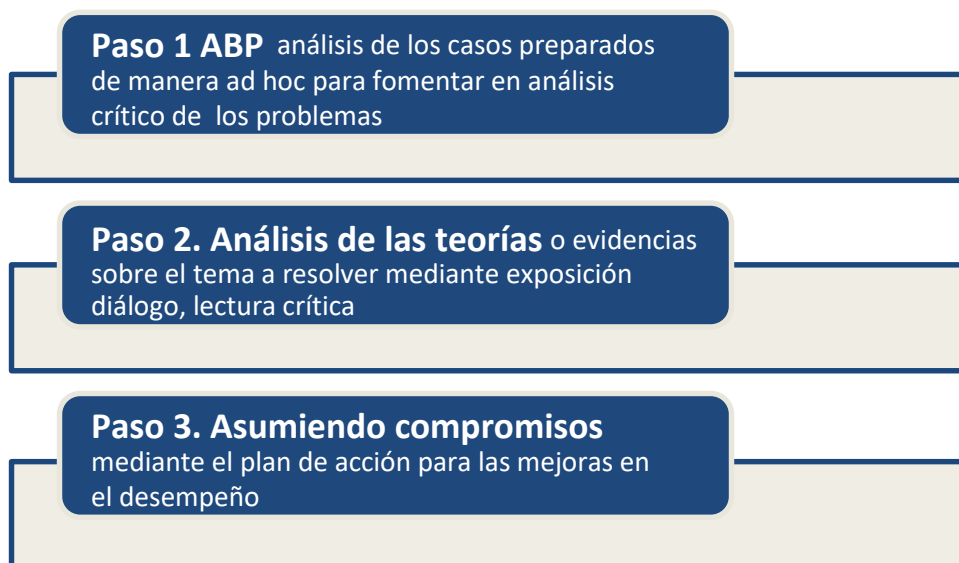 Paso 1 ABP análisis de los casos preparados
de manera ad hoc para fomentar en análisis
crítico de los problemas
Paso 2. Análisis de las teorías o evidencias
sobre el tema a resolver mediante exposición
diálogo, lectura crítica
Paso 3. Asumiendo compromisos
mediante el plan de acción para las mejoras en
el desempeño